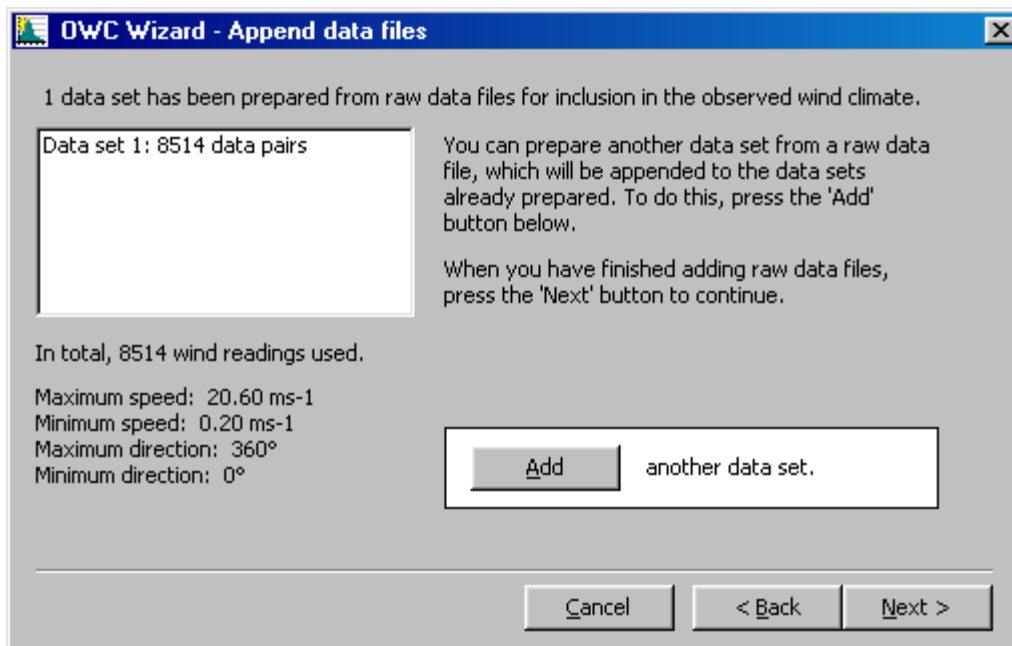 OWC Wizard - Append data files
1 data set has been prepared from raw data files for inclusion in the observed wind climate.
Data set 1: 8514 data pairs
You can prepare another data set from a raw data
file, which will be appended to the data sets
already prepared. To do this, press the 'Add'
button below.
When you have finished adding raw data files,
press the 'Next' button to continue.
In total, 8514 wind readings used.
Maximum speed: 20.60 ms-1
Minimum speed: 0.20 ms-1
Maximum direction: 360°
Minimum direction: 0°
Add another data set.
Cancel < Back Next >